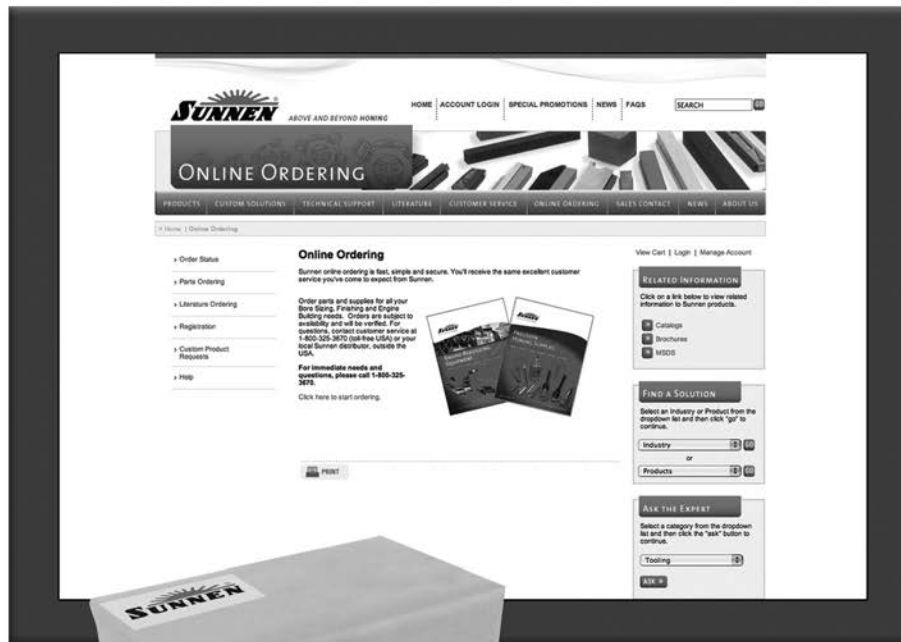 SUNNEN
ABOVE AND BEYOND HONING
HOME ACCOUNT LOGIN SPECIAL PROMOTIONS NEWS FAQS
SEARCH GO
ONLINE ORDERING
PRODUCTS CUSTOM SOLUTIONS TECHNICAL SUPPORT LITERATURE CUSTOMER SERVICE ONLINE ORDERING SALES CONTACT NEWS ABOUT US
> Home | Online Ordering
› Order Status
› Parts Ordering
› Literature Ordering
› Registration
› Custom Product
Requests
› Help
Online Ordering
Sunnen online ordering is fast, simple and secure. You'll receive the same excellent customer
service you've come to expect from Sunnen.
Order parts and supplies for all your
Bore Sizing, Finishing and Engine
Building needs. Orders are subject to
availability and will be verified. For
questions, contact customer service at
1-800-325-3670 (toll-free USA) or your
local Sunnen distributor, outside the
USA.
For immediate needs and
questions, please call 1-800-325-
3670.
Click here to start ordering.
PRINT
View Cart | Login | Manage Account
RELATED INFORMATION
Click on a link below to view related
information to Sunnen products.
Catalogs
Brochures
MSDS
FIND A SOLUTION
Select an Industry or Product from the
dropdown list and then click "go" to
continue.
Industry GO
or
Products GO
ASK THE EXPERT
Select a category from the dropdown
list and then click the "ask" button to
continue.
Tooling
ASK »
SUNNEN